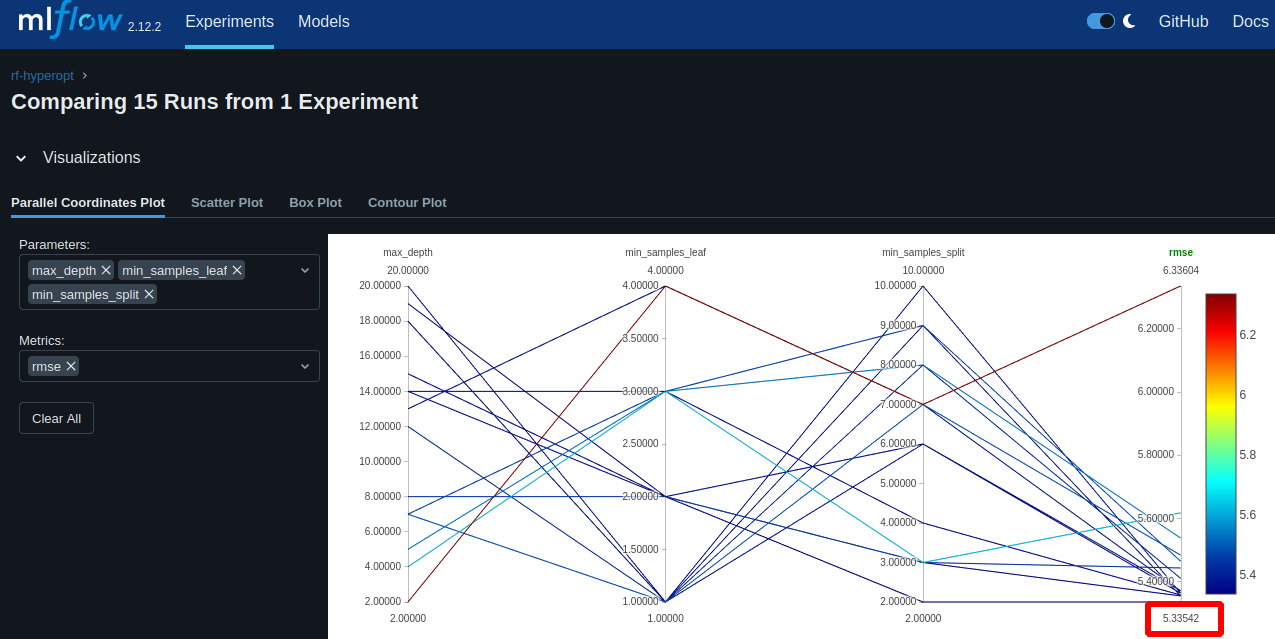 mlflow 2.12.2 Experiments Models GitHub Docs
rf-hyperopt ›
Comparing 15 Runs from 1 Experiment
Visualizations
Parallel Coordinates Plot Scatter Plot Box Plot Contour Plot
Parameters:
max_depth × min_samples_leaf ×
min_samples_split ×
Metrics:
rmse ×
Clear All
max_depth
20.00000
20.00000
18.00000
16.00000
14.00000
12.00000
10.00000
8.00000
6.00000
4.00000
2.00000
2.00000
min_samples_leaf
4.00000
4.00000
3.50000
3.00000
2.50000
2.00000
1.50000
1.00000
1.00000
min_samples_split
10.00000
10.00000
9.00000
8.00000
7.00000
6.00000
5.00000
4.00000
3.00000
2.00000
2.00000
rmse
6.33604
6.20000
6.00000
5.80000
5.60000
5.40000
5.33542
6.2
6
5.8
5.6
5.4